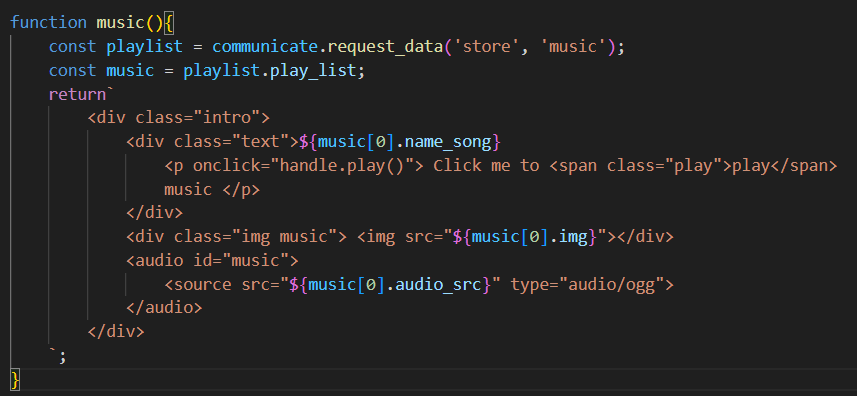 function music(){
    const playlist = communicate.request_data('store', 'music');
    const music = playlist.play_list;
    return`
        <div class="intro">
            <div class="text">${music[0].name_song}
                <p onclick="handle.play()"> Click me to <span class="play">play</span>
                music </p>
            </div>
            <div class="img music"> <img src="${music[0].img}"></div>
            <audio id="music">
                <source src="${music[0].audio_src}" type="audio/ogg">
            </audio>
        </div>
    `;
}